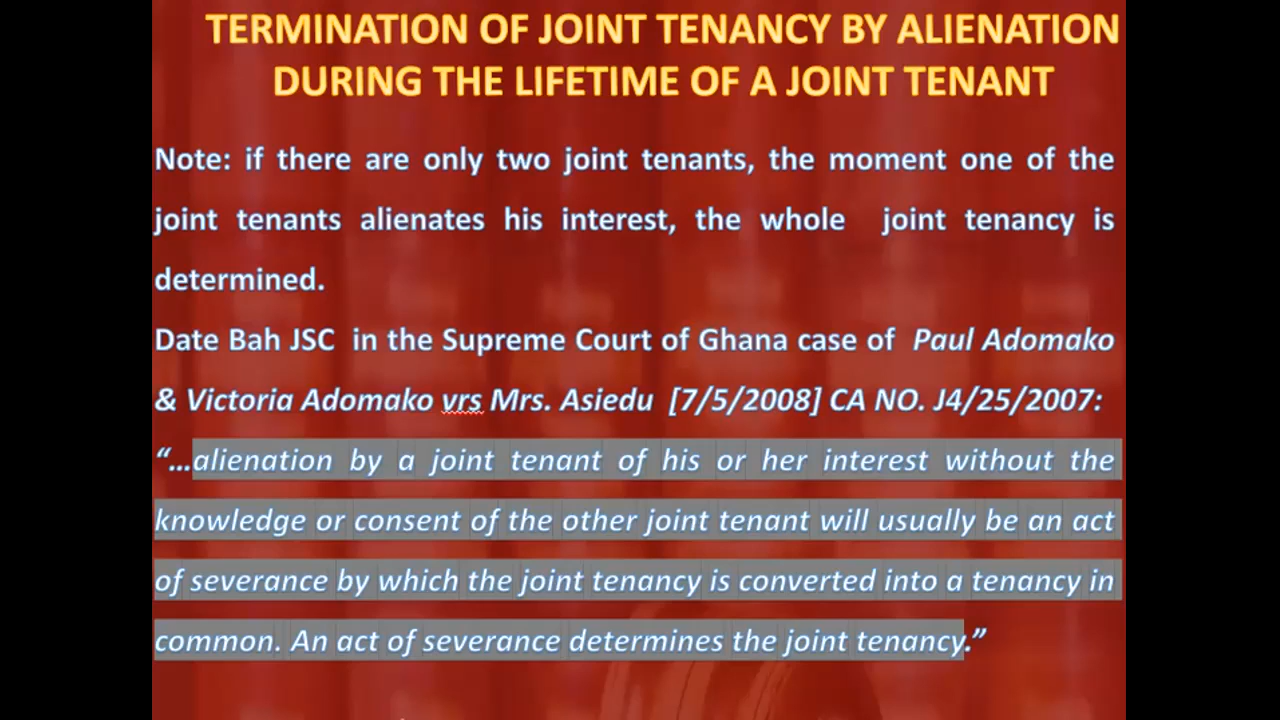 TERMINATION OF JOINT TENANCY BY ALIENATION
DURING THE LIFETIME OF A JOINT TENANT
Note: if there are only two joint tenants, the moment one of the
joint tenants alienates his interest, the whole joint tenancy is
determined.
Date Bah JSC in the Supreme Court of Ghana case of Paul Adomako
& Victoria Adomako vrs Mrs. Asiedu [7/5/2008] CA NO. J4/25/2007:
“…alienation by a joint tenant of his or her interest without the
knowledge or consent of the other joint tenant will usually be an act
of severance by which the joint tenancy is converted into a tenancy in
common. An act of severance determines the joint tenancy.”